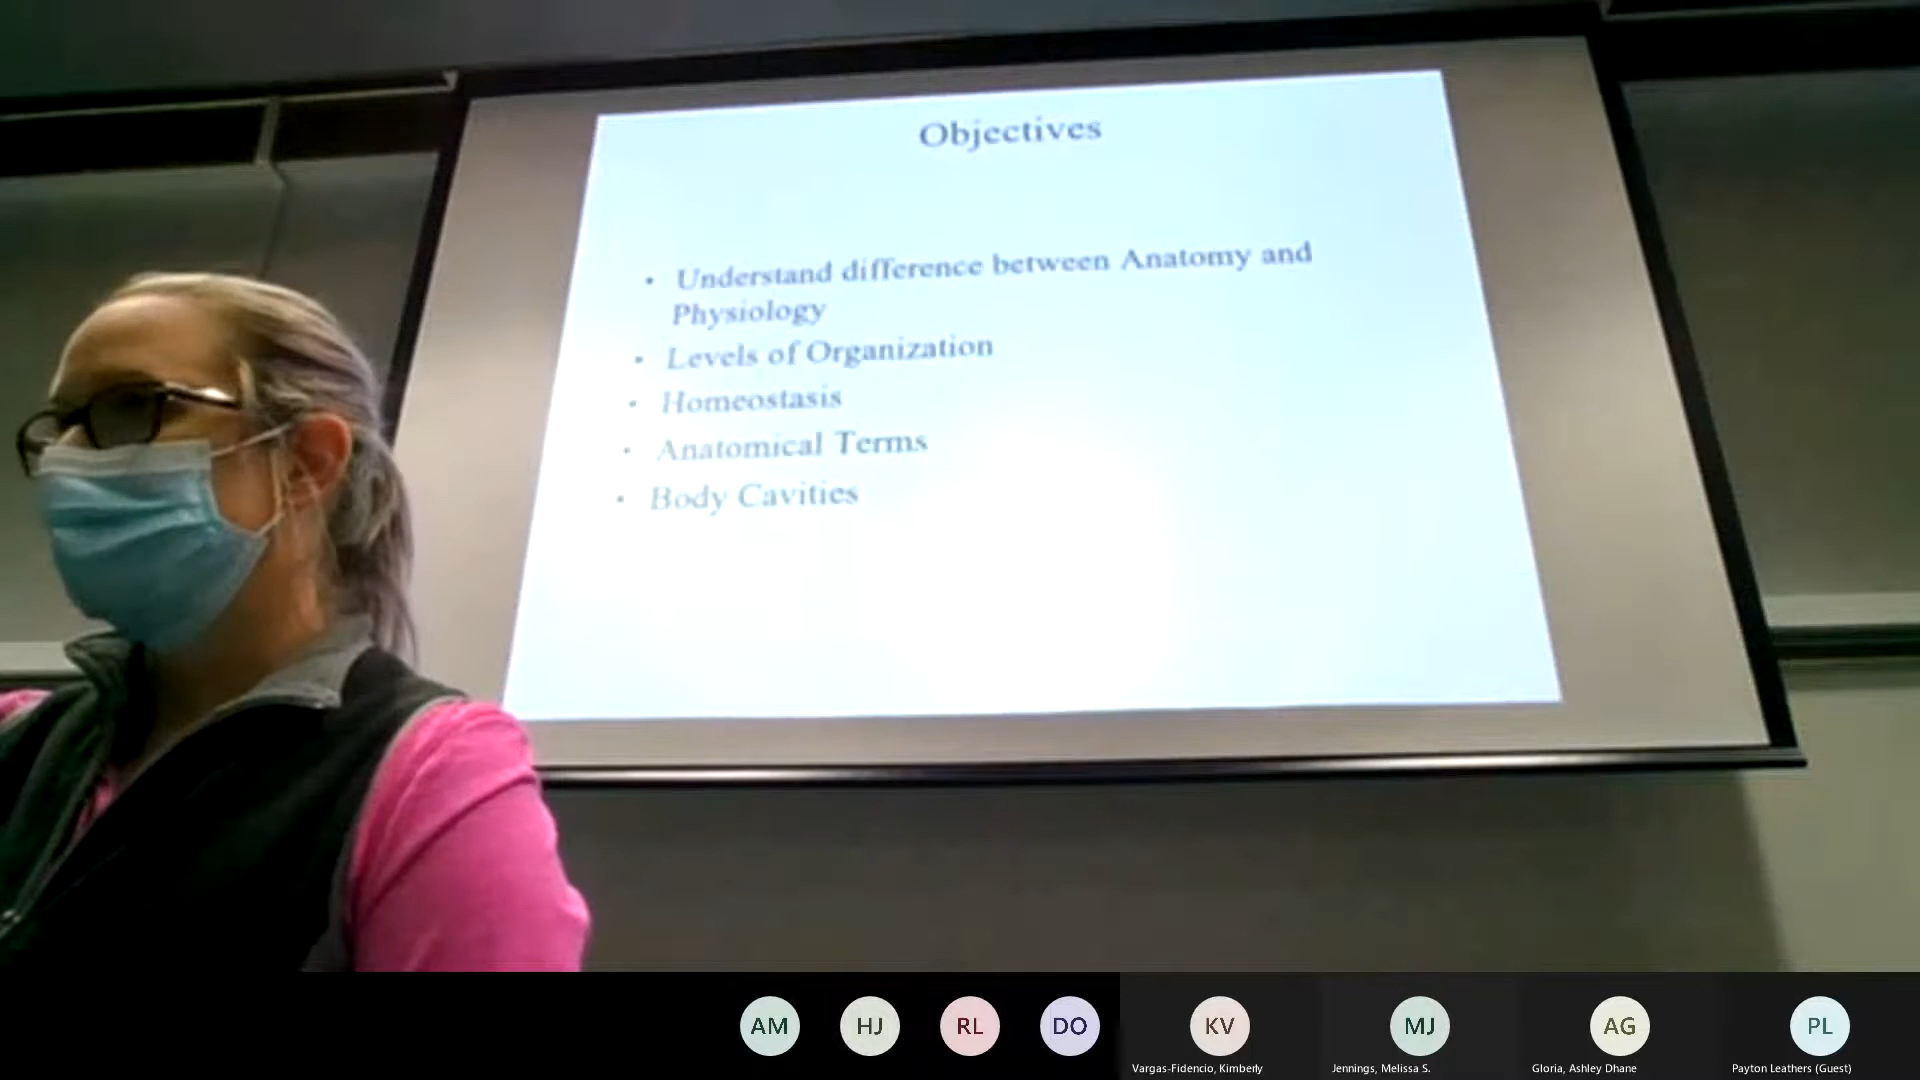 Objectives
• Understand difference between Anatomy and
Physiology
• Levels of Organization
• Homeostasis
• Anatomical Terms
• Body Cavities
AM HJ RL DO KV MJ AG PL
Vargas-Fidencio, Kimberly Jennings, Melissa S. Gloria, Ashley Dhane Payton Leathers (Guest)